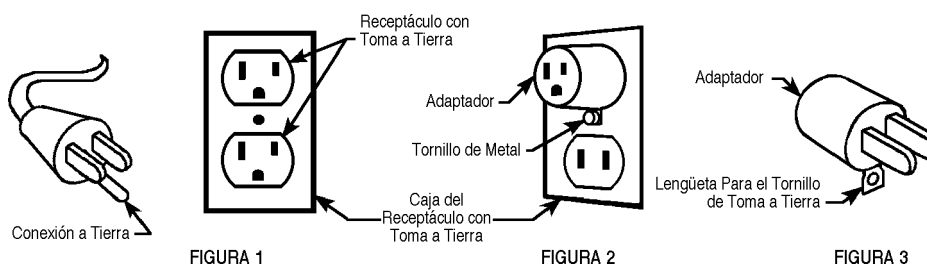 Receptáculo con
Toma a Tierra
Adaptador
Tornillo de Metal
Caja del
Receptáculo con
Toma a Tierra
Conexión a Tierra
Adaptador
Lengüeta Para el Tornillo
de Toma a Tierra
FIGURA 1
FIGURA 2
FIGURA 3